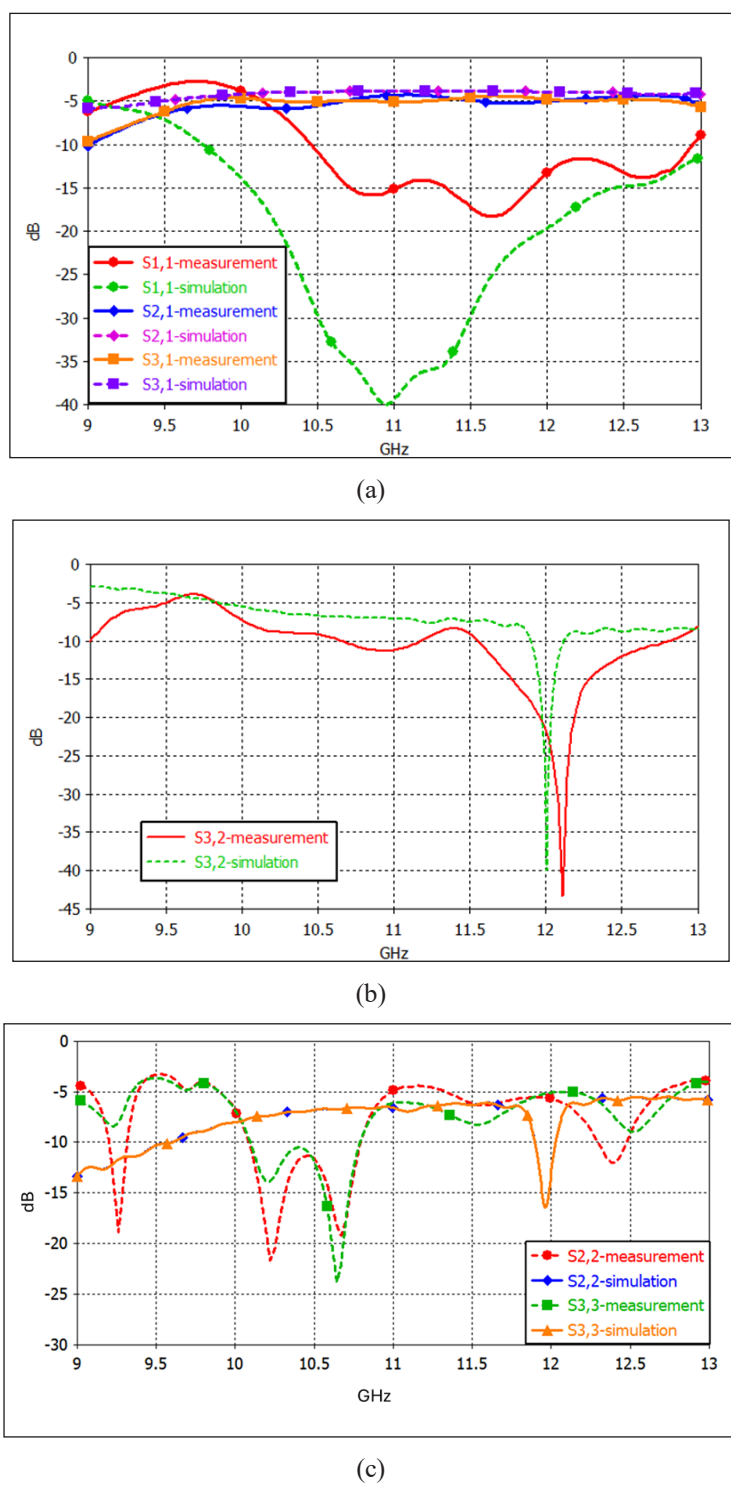 0
-5
-10
-15
-20
-25
-30
-35
-40
dB
S1,1-measurement
S1,1-simulation
S2,1-measurement
S2,1-simulation
S3,1-measurement
S3,1-simulation
9 9.5 10 10.5 11 11.5 12 12.5 13
GHz
(a)
0
-5
-10
-15
-20
-25
-30
-35
-40
-45
dB
S3,2-measurement
S3,2-simulation
9 9.5 10 10.5 11 11.5 12 12.5 13
GHz
(b)
0
-5
-10
-15
-20
-25
-30
dB
S2,2-measurement
S2,2-simulation
S3,3-measurement
S3,3-simulation
9 9.5 10 10.5 11 11.5 12 12.5 13
GHz
(c)